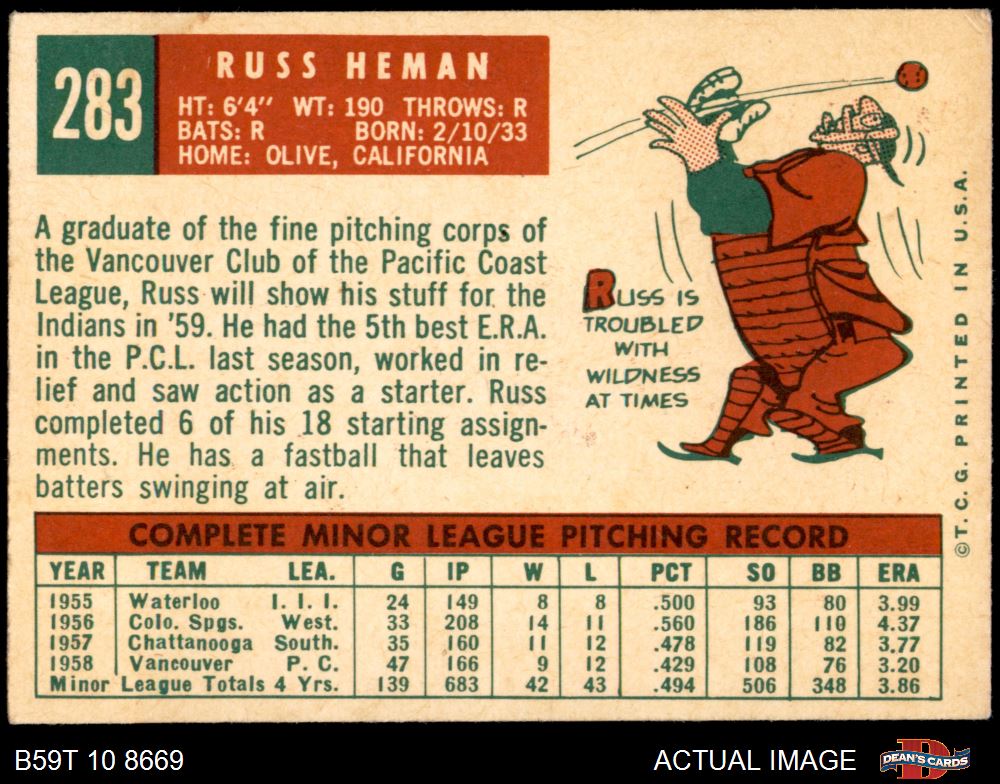 283
RUSS HEMAN
HT: 6'4" WT: 190 THROWS: R
BATS: R BORN: 2/10/33
HOME: OLIVE, CALIFORNIA
A graduate of the fine pitching corps of
the Vancouver Club of the Pacific Coast
League, Russ will show his stuff for the
Indians in '59. He had the 5th best E.R.A.
in the P.C.L. last season, worked in re-
lief and saw action as a starter. Russ
completed 6 of his 18 starting assign-
ments. He has a fastball that leaves
batters swinging at air.
RUSS IS
TROUBLED
WITH
WILDNESS
AT TIMES
©T. C. G. PRINTED IN U.S.A.
COMPLETE MINOR LEAGUE PITCHING RECORD
YEAR TEAM LEA. G IP W L PCT SO BB ERA
1955 Waterloo I. I. I. 24 149 8 8 .500 93 80 3.99
1956 Colo. Spgs. West. 33 208 14 11 .560 186 110 4.37
1957 Chattanooga South. 35 160 11 12 .478 119 82 3.77
1958 Vancouver P. C. 47 166 9 12 .429 108 76 3.20
Minor League Totals 4 Yrs. 139 683 42 43 .494 506 348 3.86
B59T 10 8669
ACTUAL IMAGE
D
DEAN'S CARDS